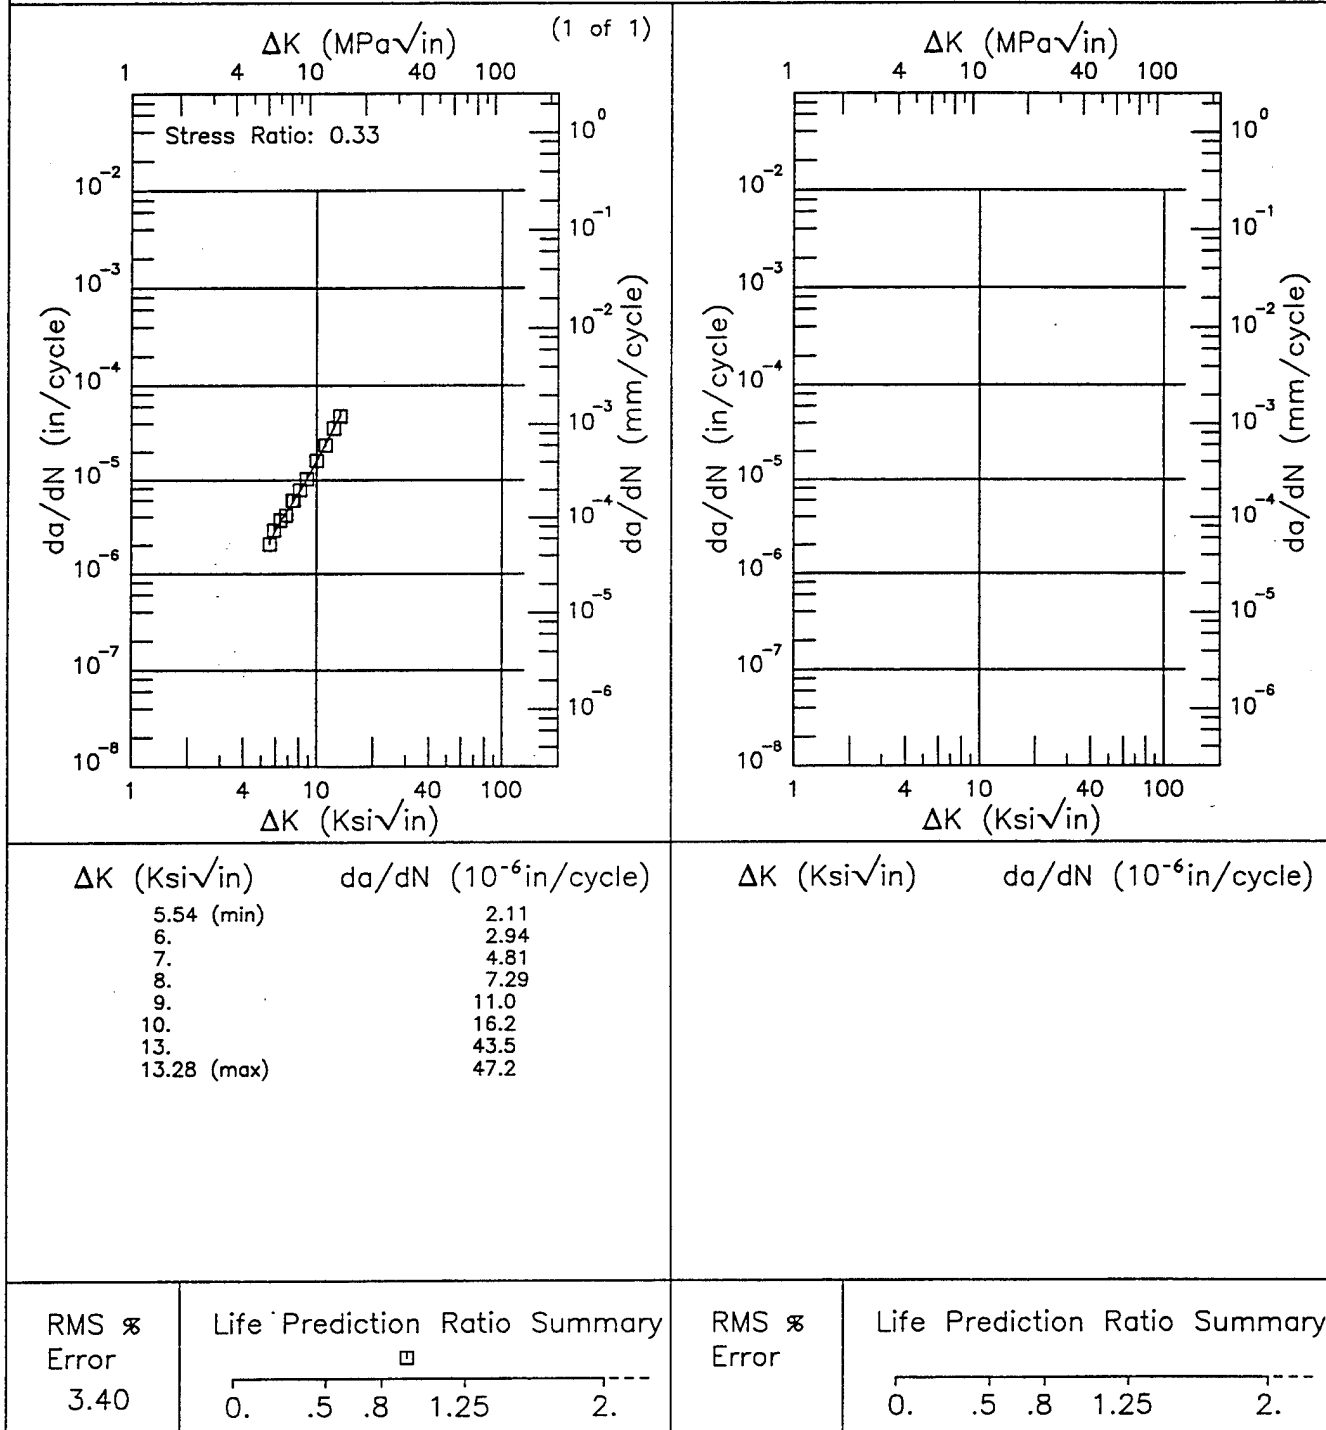 (1 of 1)
ΔK (MPa√in)
1 4 10 40 100
Stress Ratio: 0.33
10⁰
10⁻²
10⁻¹
10⁻³
10⁻²
10⁻⁴
10⁻³
10⁻⁵
10⁻⁴
10⁻⁶
10⁻⁵
10⁻⁷
10⁻⁶
10⁻⁸
da/dN (in/cycle)
da/dN (mm/cycle)
1 4 10 40 100
ΔK (Ksi√in)
ΔK (MPa√in)
1 4 10 40 100
10⁰
10⁻²
10⁻¹
10⁻³
10⁻²
10⁻⁴
10⁻³
10⁻⁵
10⁻⁴
10⁻⁶
10⁻⁵
10⁻⁷
10⁻⁶
10⁻⁸
da/dN (in/cycle)
da/dN (mm/cycle)
1 4 10 40 100
ΔK (Ksi√in)
ΔK (Ksi√in) da/dN (10⁻⁶in/cycle)
5.54 (min) 2.11
6. 2.94
7. 4.81
8. 7.29
9. 11.0
10. 16.2
13. 43.5
13.28 (max) 47.2
ΔK (Ksi√in) da/dN (10⁻⁶in/cycle)
RMS %
Error
3.40
Life Prediction Ratio Summary
0. .5 .8 1.25 2.
RMS %
Error
Life Prediction Ratio Summary
0. .5 .8 1.25 2.